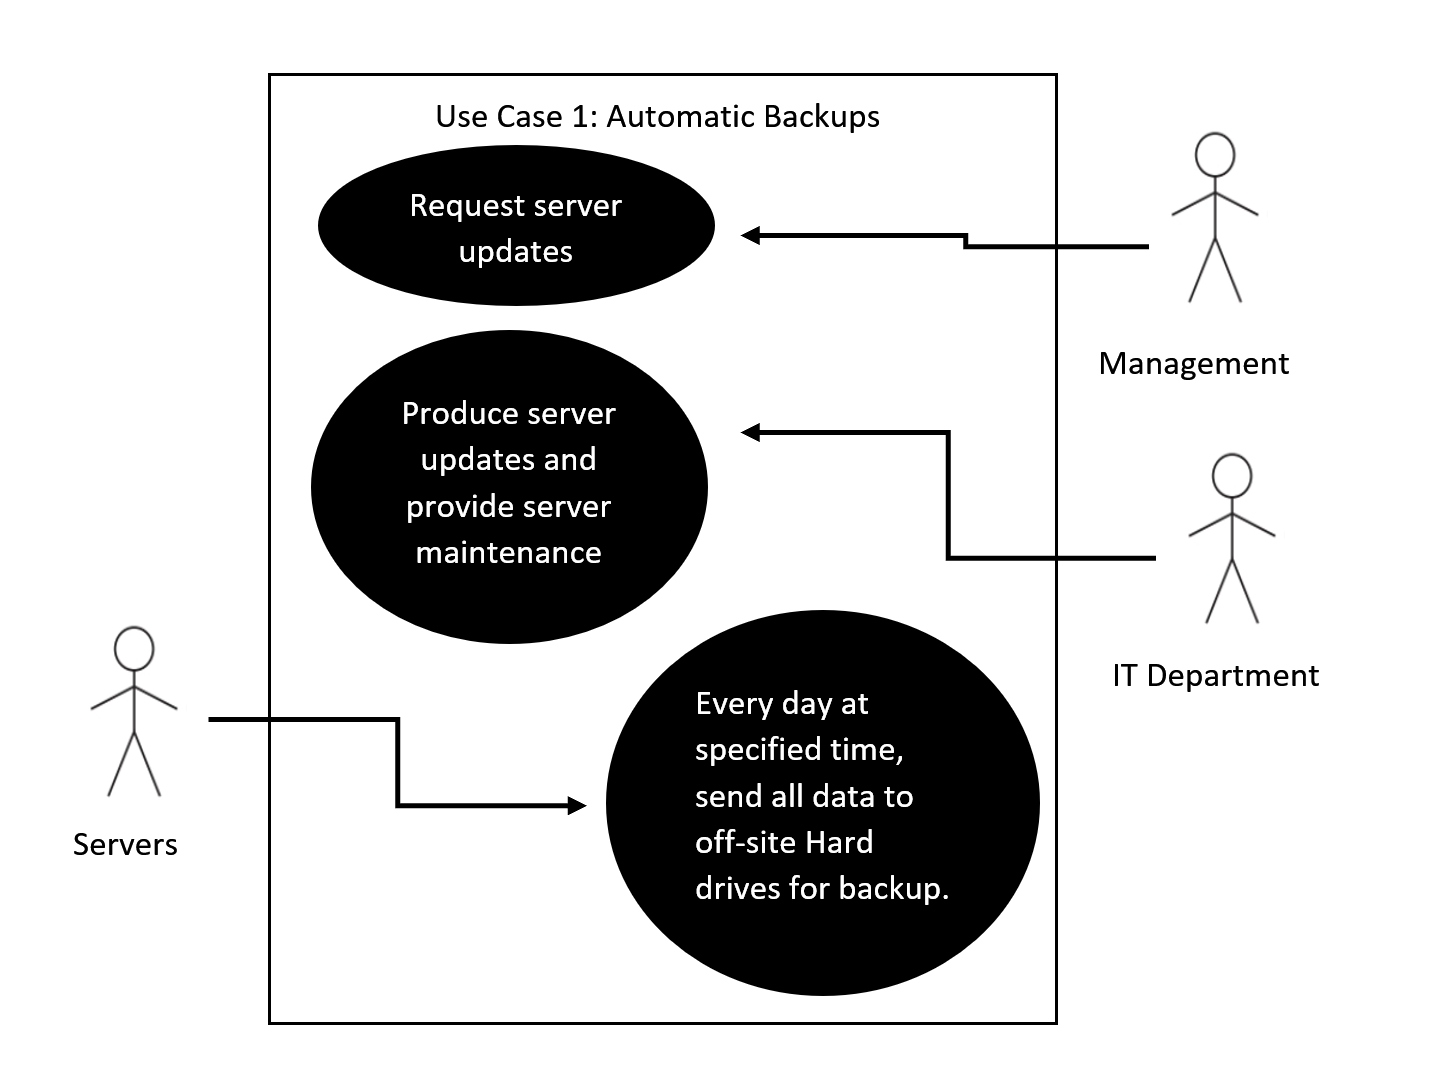 Use Case 1: Automatic Backups
Request server
updates
Management
Produce server
updates and
provide server
maintenance
IT Department
Every day at
specified time,
send all data to
off-site Hard
drives for backup.
Servers